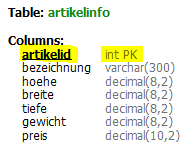 Table: artikelinfo
Columns:
artikelid int PK
bezeichnung varchar(300)
hoehe decimal(8,2)
breite decimal(8,2)
tiefe decimal(8,2)
gewicht decimal(8,2)
preis decimal(10,2)